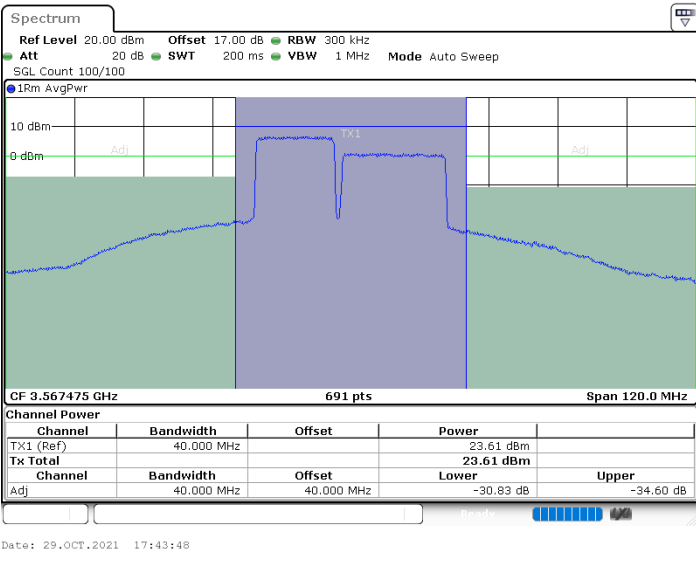 Spectrum
Ref Level 20.00 dBm Offset 17.00 dB RBW 300 kHz
Att 20 dB SWT 200 ms VBW 1 MHz Mode Auto Sweep
SGL Count 100/100
1Rm AvgPwr
10 dBm
TX1
Adj Adj
0 dBm
CF 3.567475 GHz 691 pts Span 120.0 MHz
Channel Power
Channel Bandwidth Offset Power
TX1 (Ref) 40.000 MHz 23.61 dBm
Tx Total 23.61 dBm
Channel Bandwidth Offset Lower Upper
Adj 40.000 MHz 40.000 MHz -30.83 dB -34.60 dB
Ready
Date: 29.OCT.2021 17:43:48